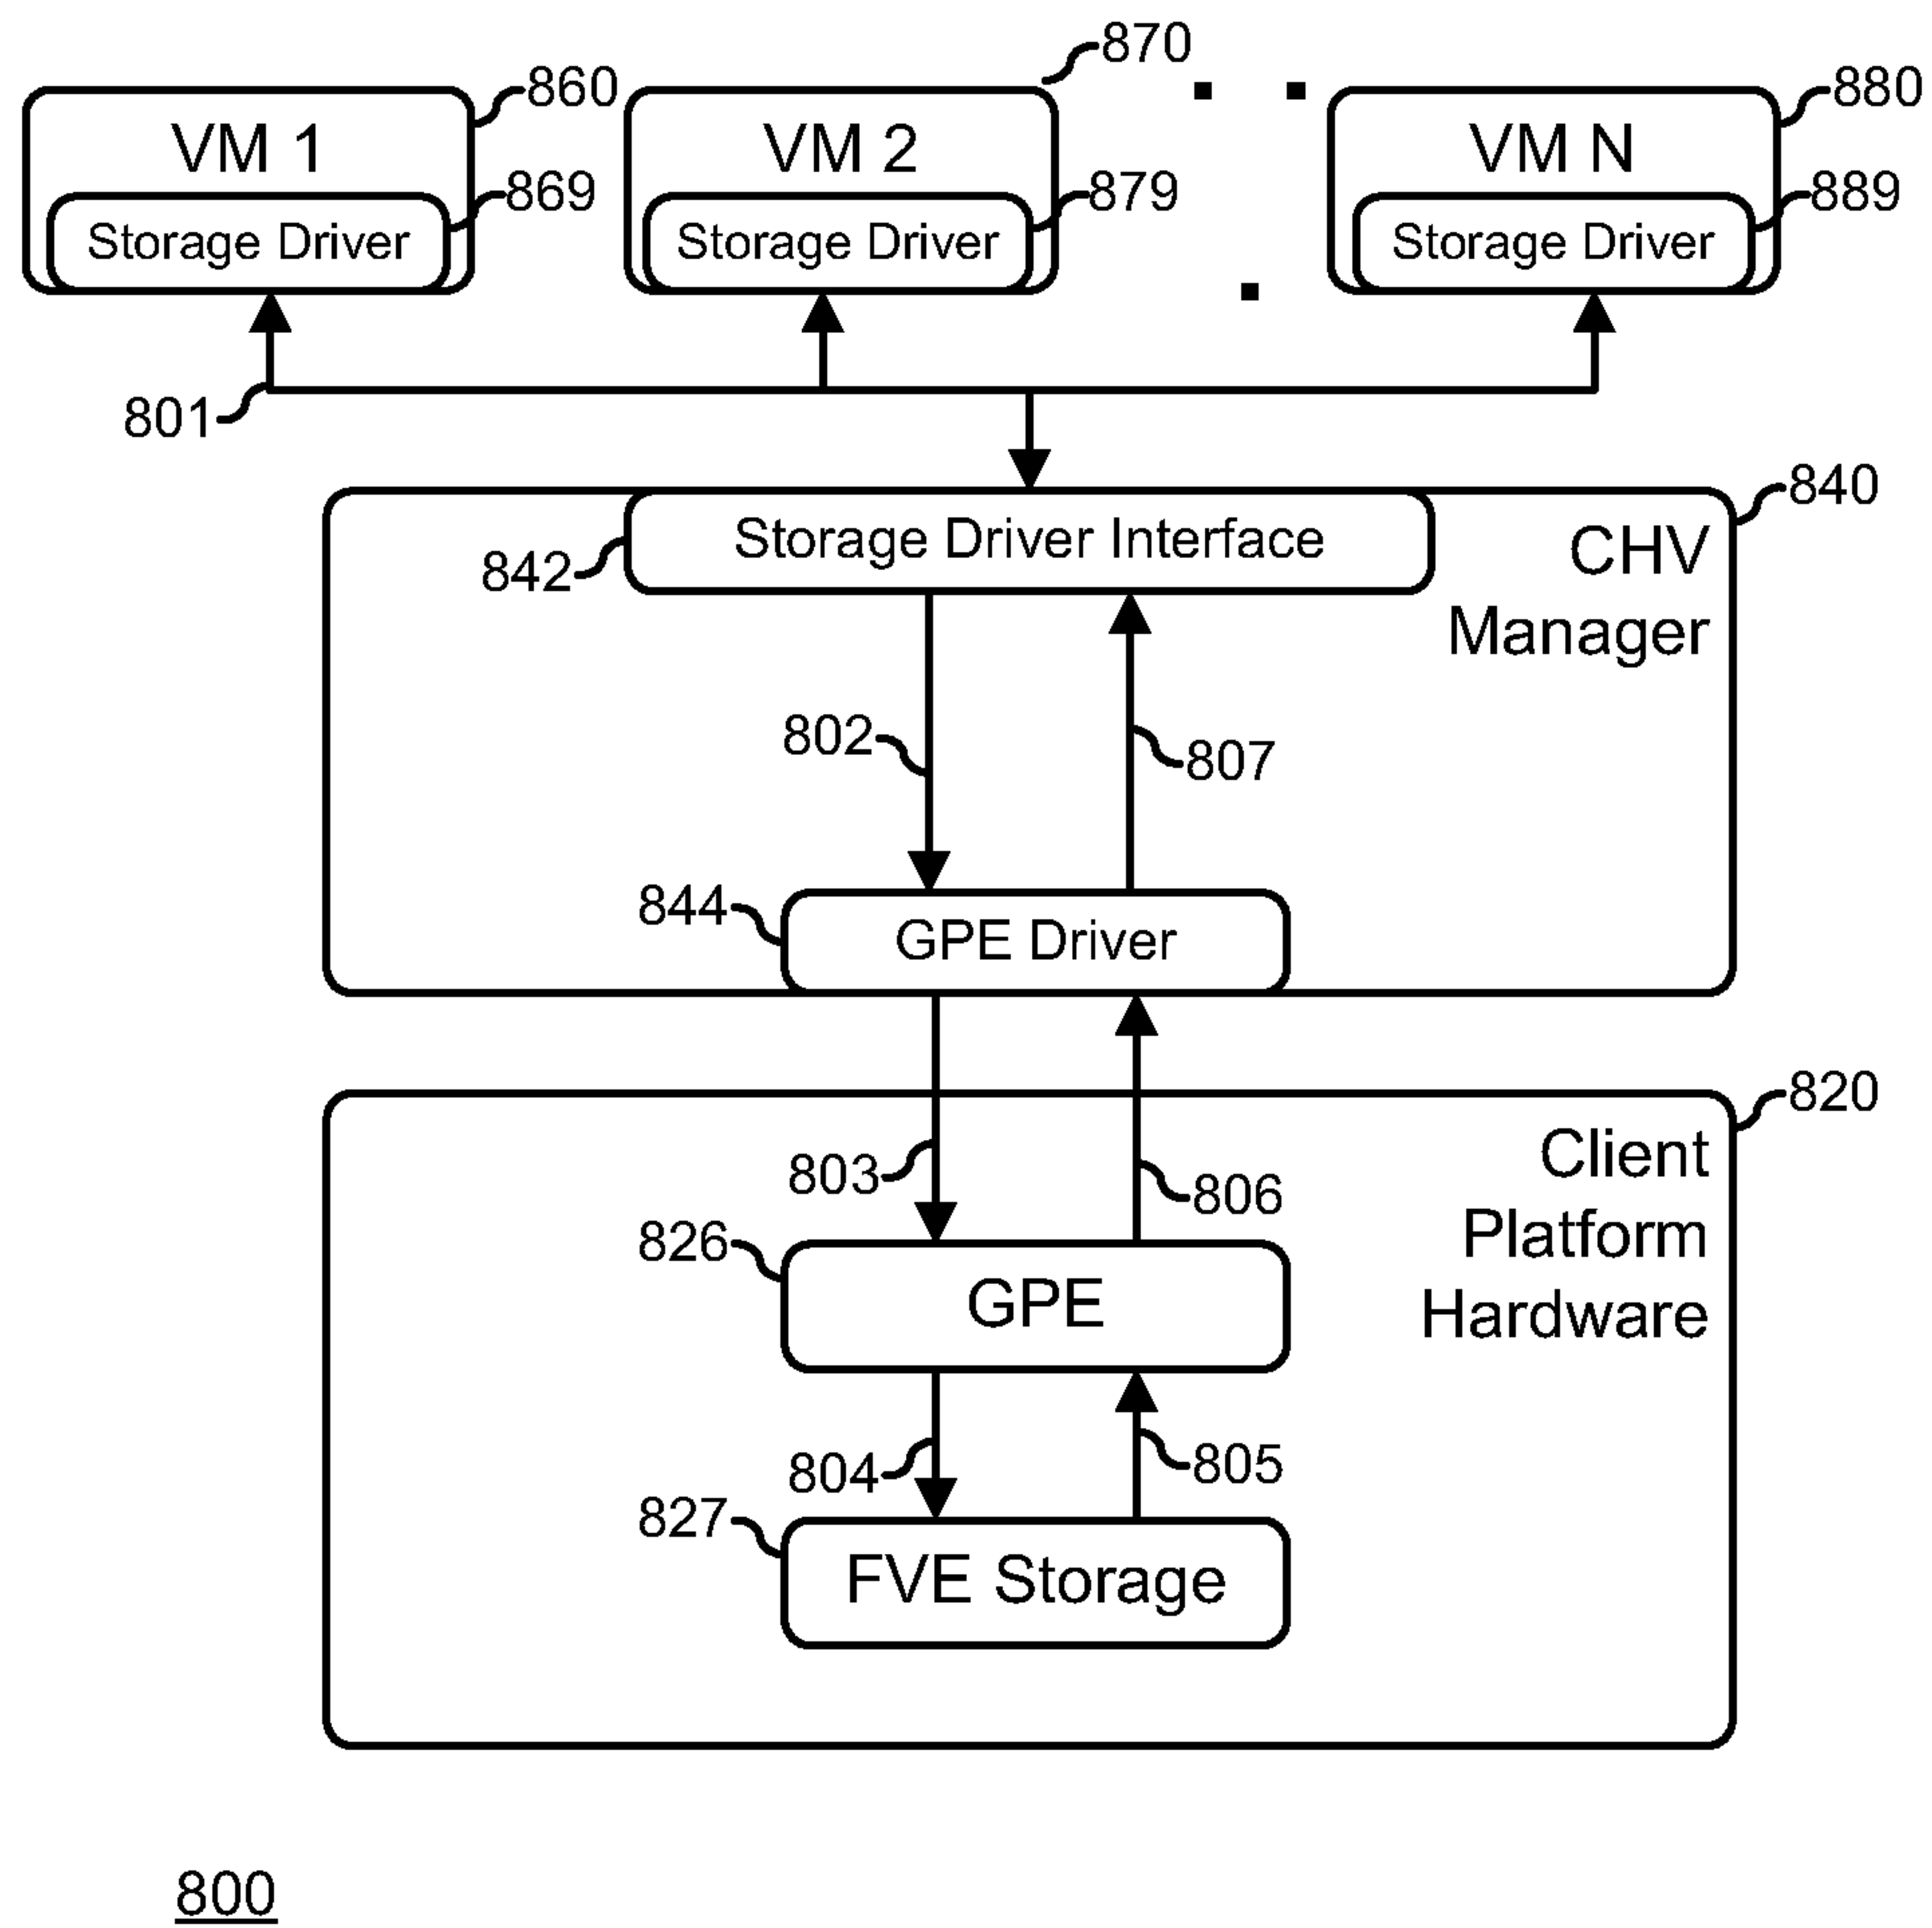 870
860
880
VM 1
VM 2
VM N
869
879
889
Storage Driver
Storage Driver
Storage Driver
801
840
Storage Driver Interface
CHV
Manager
842
802
807
844
GPE Driver
820
Client
Platform
Hardware
803
806
826
GPE
804
805
827
FVE Storage
800